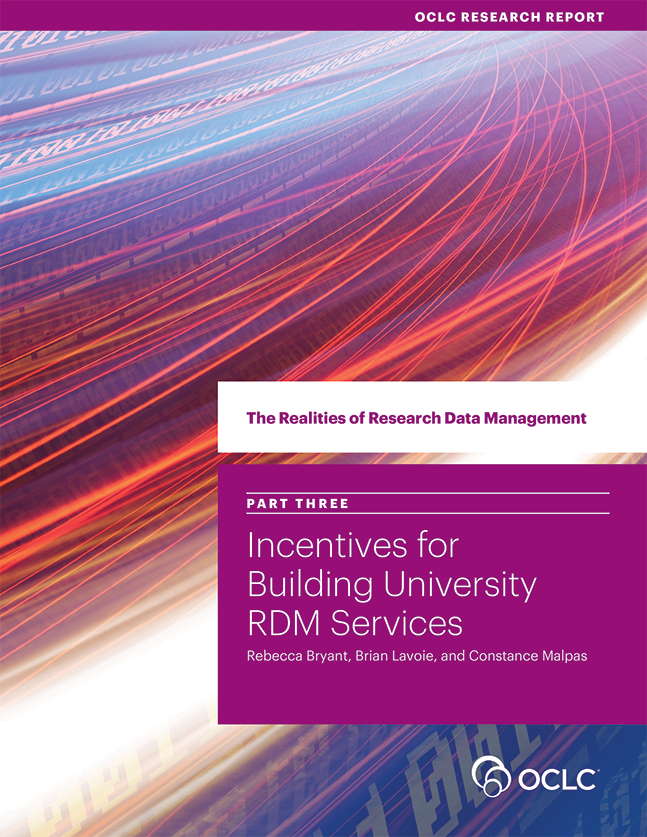 OCLC RESEARCH REPORT
The Realities of Research Data Management
PART THREE
Incentives for
Building University
RDM Services
Rebecca Bryant, Brian Lavoie, and Constance Malpas
OCLC